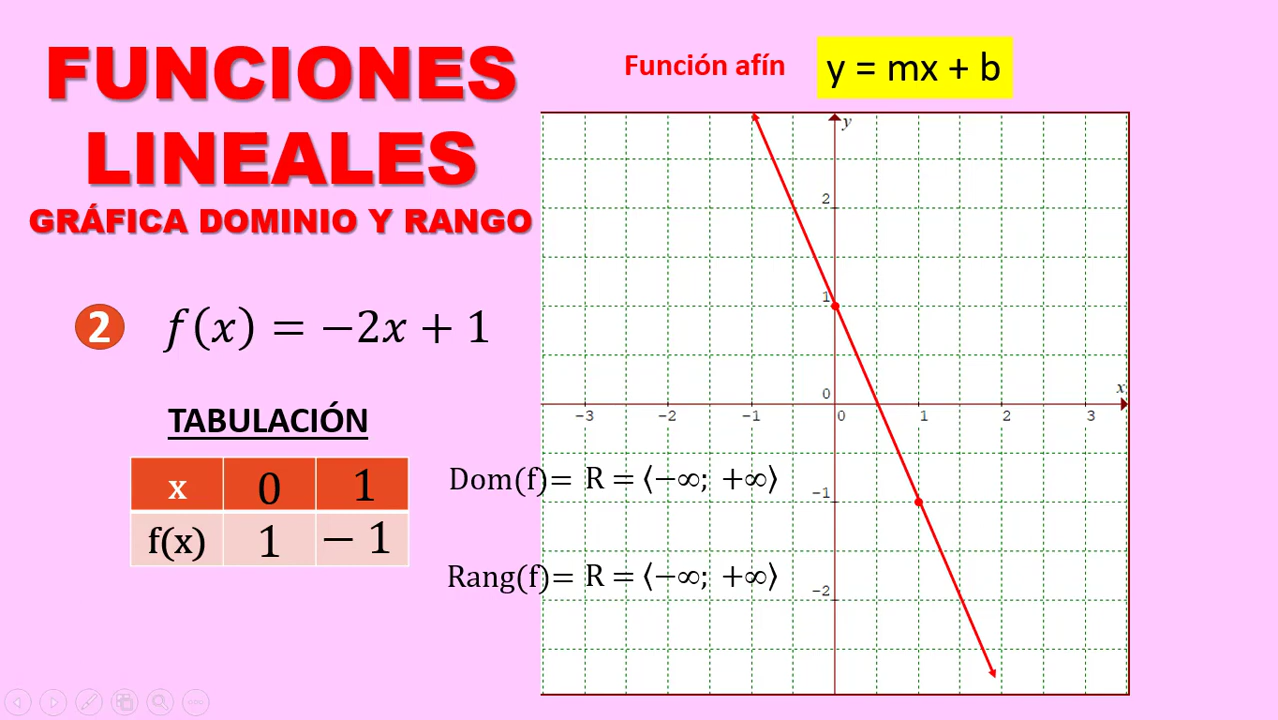 FUNCIONES
LINEALES
GRÁFICA DOMINIO Y RANGO
Función afín y = mx + b
2 f(x) = −2x + 1
TABULACIÓN
x 0 1
f(x) 1 − 1
Dom(f)= R = ⟨−∞; +∞⟩
Rang(f)= R = ⟨−∞; +∞⟩
y
2
1
0
x
−3 −2 −1 0 1 2 3
−1
−2